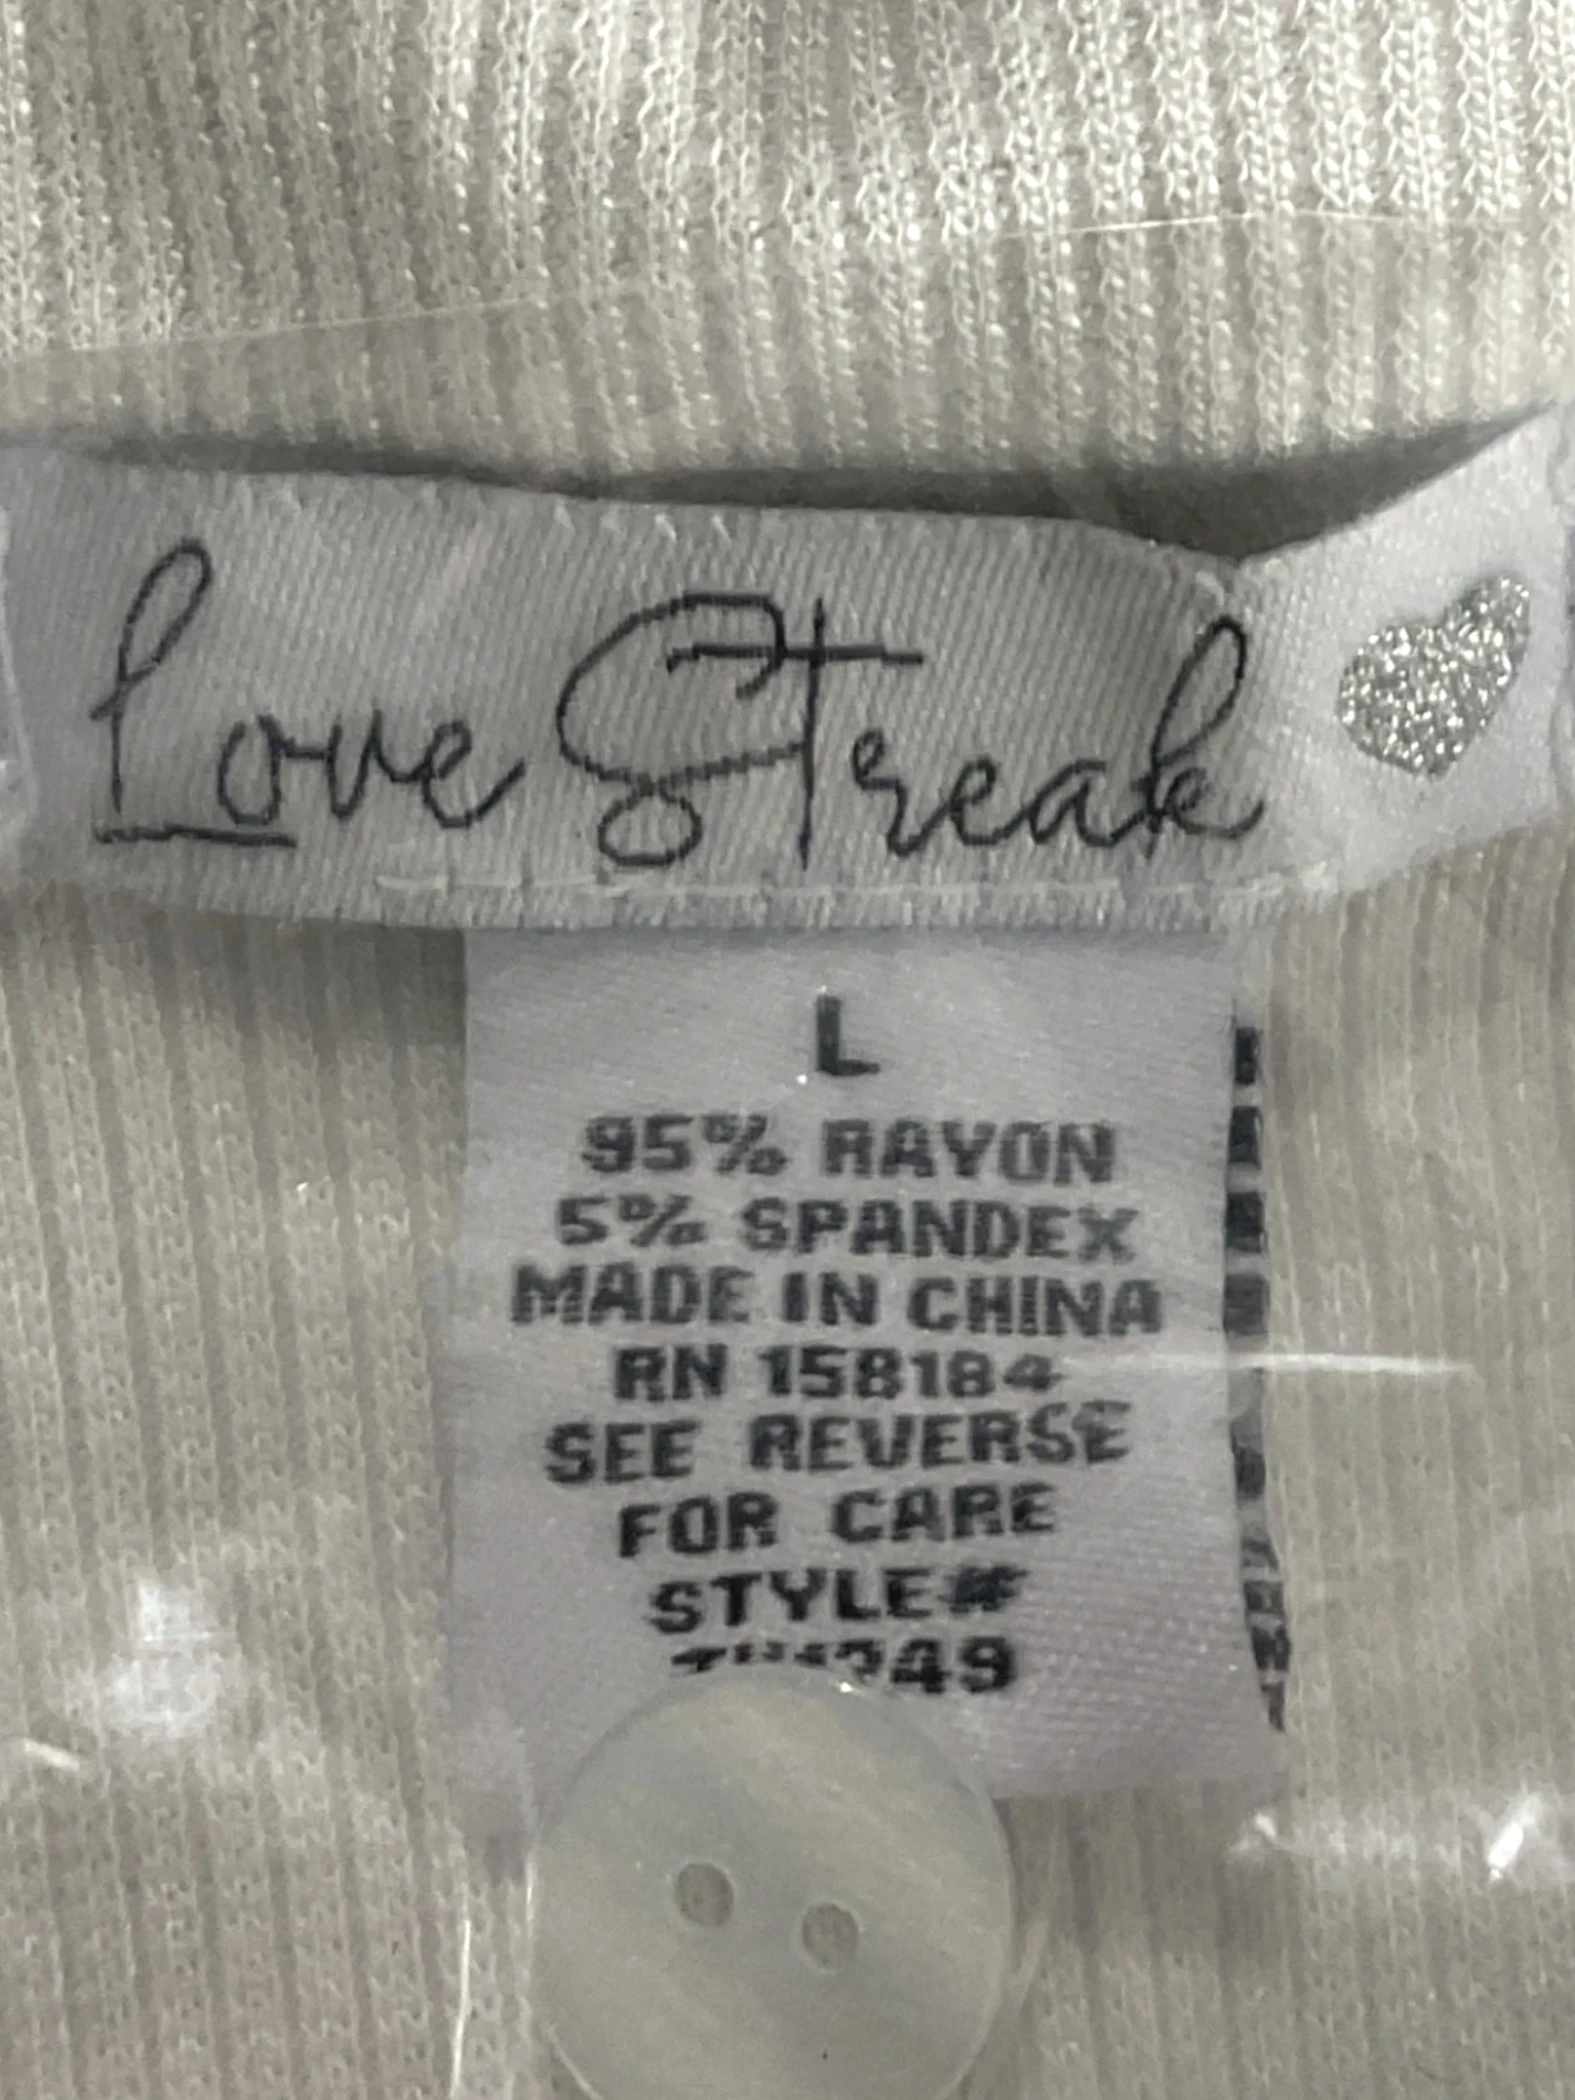 Love Streak
L
95% RAYON
5% SPANDEX
MADE IN CHINA
RN 158184
SEE REVERSE
FOR CARE
STYLE#